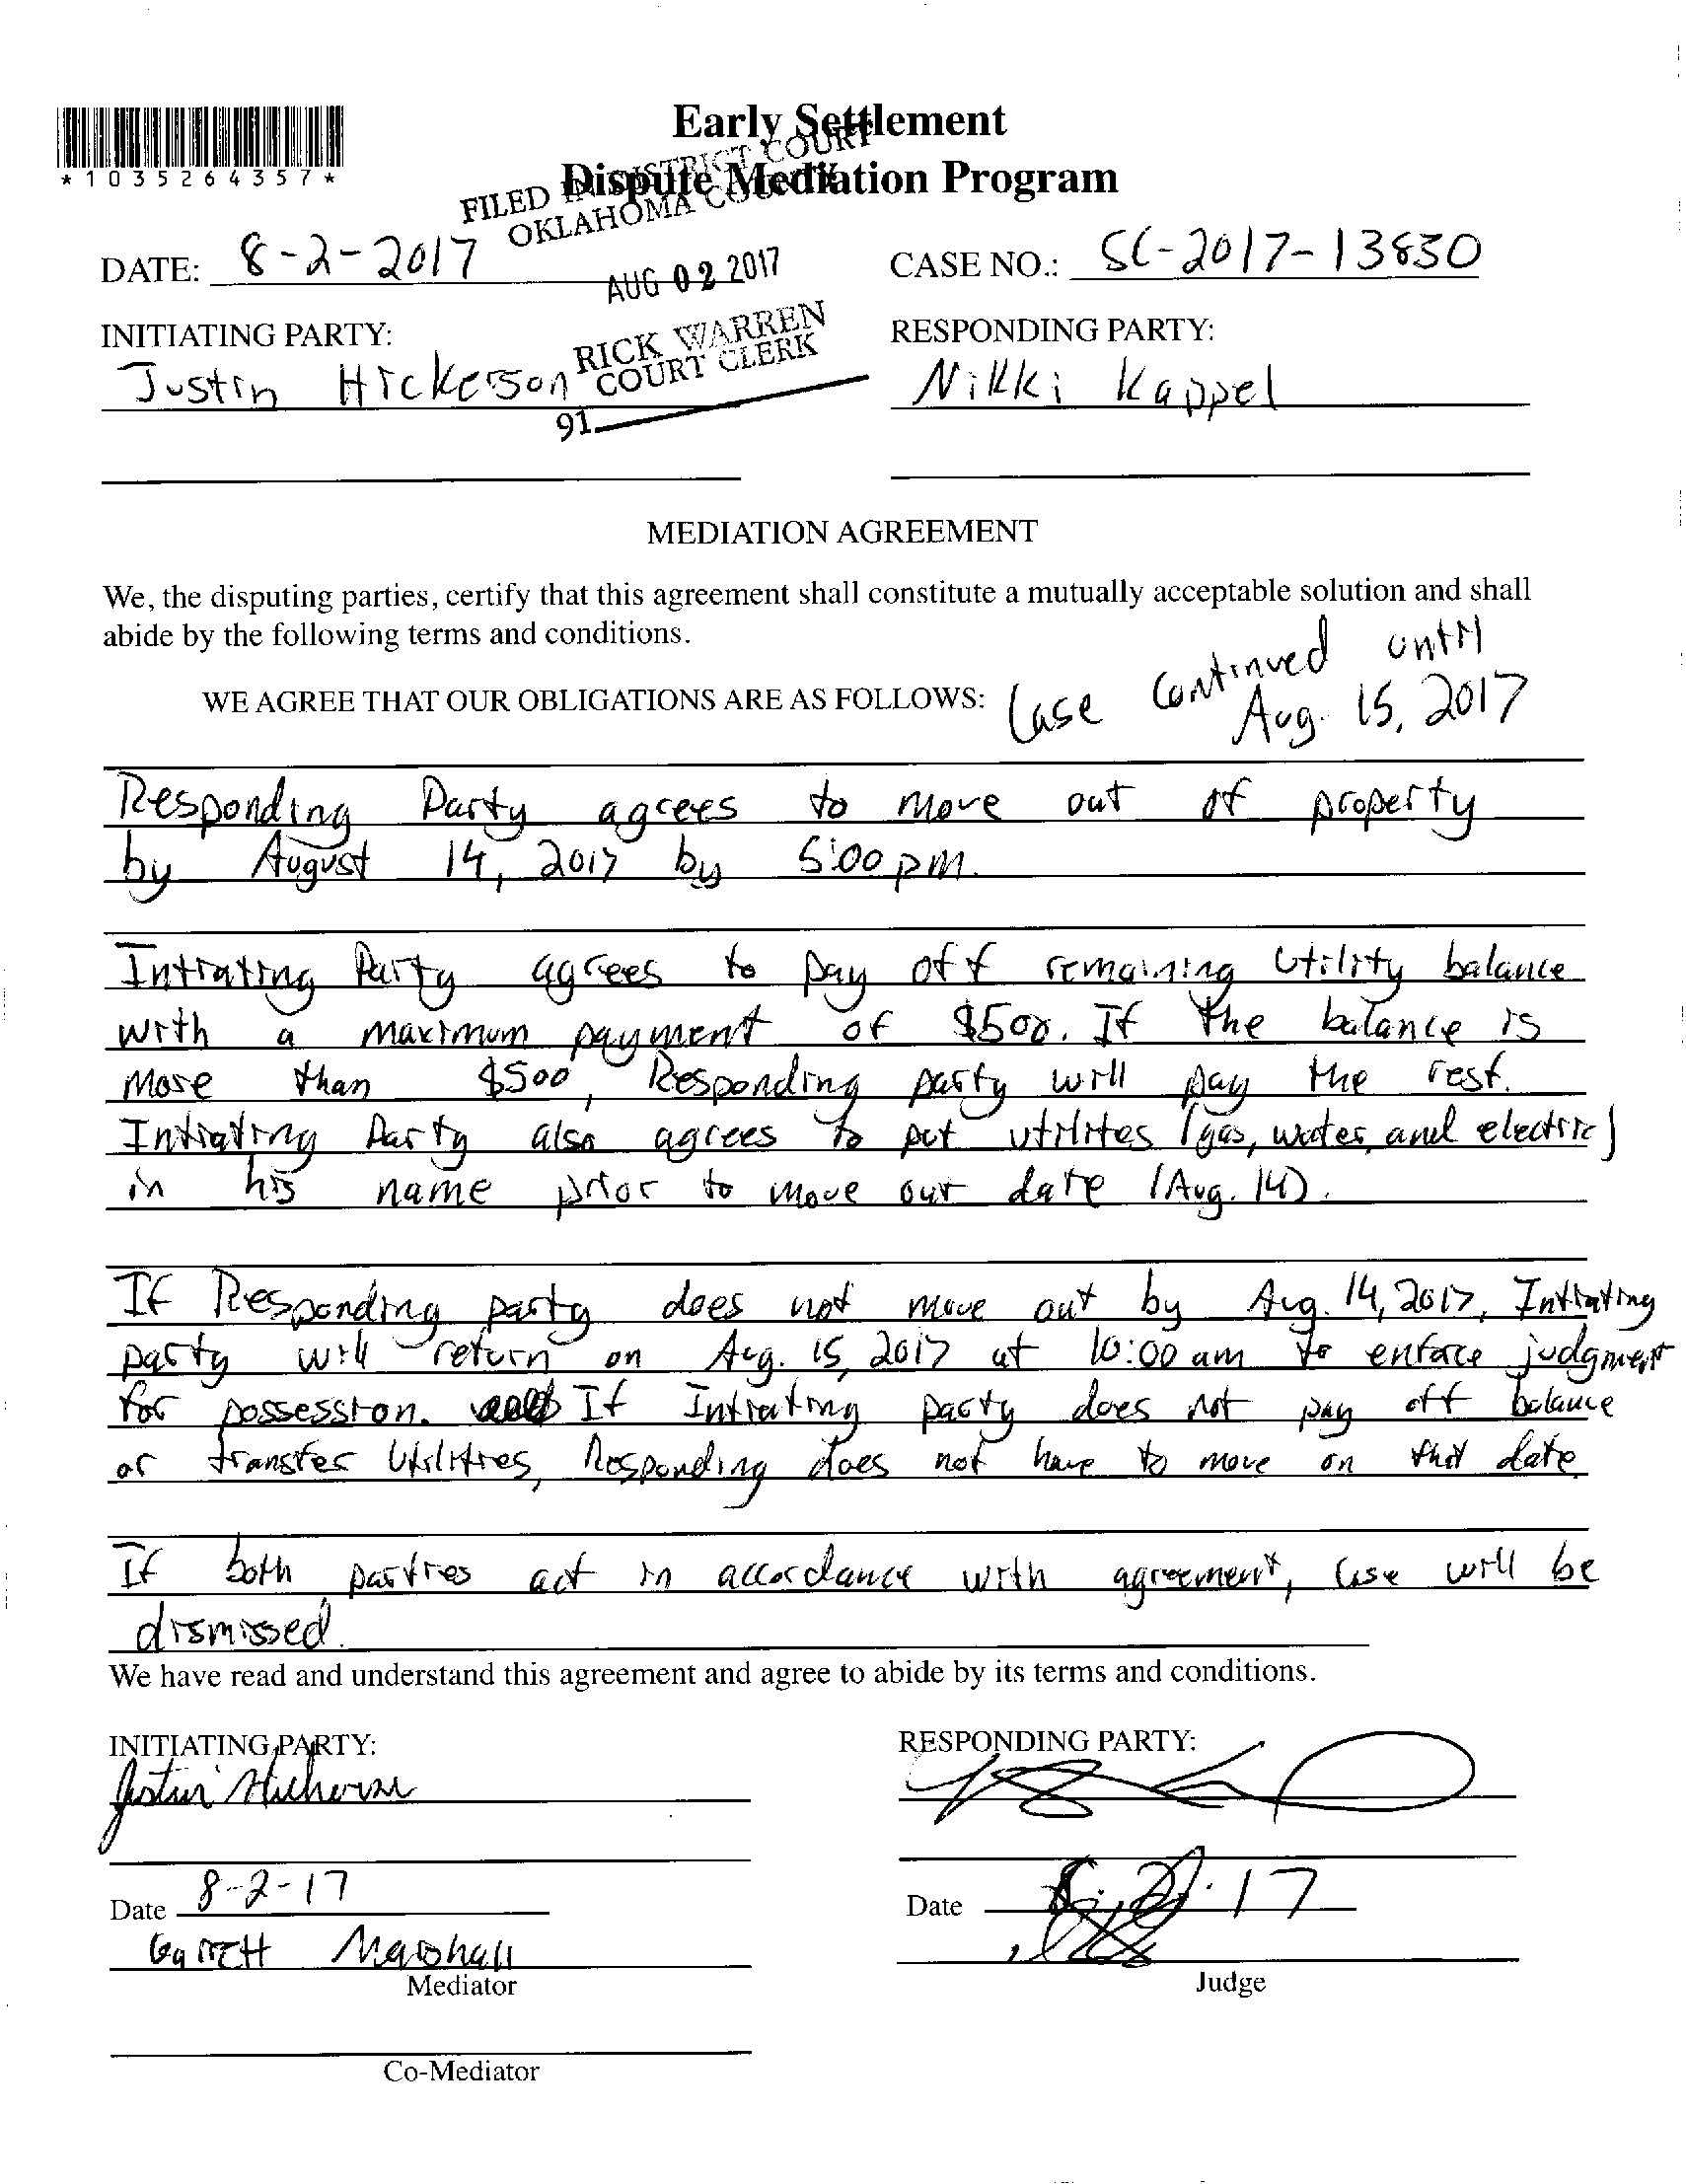 Early Settlement
Dispute Mediation Program
*1035264357*
FILED IN DISTRICT COURT
OKLAHOMA COUNTY
DATE: 8-2-2017
AUG 02 2017
CASE NO.: SC-2017-13830
INITIATING PARTY:
RICK WARREN
COURT CLERK
RESPONDING PARTY:
Justin Hickerson
Nikki Kappel
91
MEDIATION AGREEMENT
We, the disputing parties, certify that this agreement shall constitute a mutually acceptable solution and shall
abide by the following terms and conditions.
WE AGREE THAT OUR OBLIGATIONS ARE AS FOLLOWS: Case Continued until
Aug. 15, 2017
Responding Party agrees to move out of property
by August 14, 2017 by 5:00 pm.
Initiating Party agrees to pay off remaining utility balance
with a maximum payment of $500. If the balance is
more than $500, Responding party will pay the rest.
Initiating Party also agrees to put utilites (gas, water, and electric)
in his name prior to move out date (Aug. 14).
If Responding party does not move out by Aug. 14, 2017, Initiating
party will return on Aug. 15, 2017 at 10:00 am to enforce judgment
for possession. If Initiating party does not pay off balance
or transfer Utilities, Responding does not have to move on that date.
If both parties act in accordance with agreement, case will be
dismissed.
We have read and understand this agreement and agree to abide by its terms and conditions.
INITIATING PARTY:
RESPONDING PARTY:
Justin Hickerson
Date 8-2-17
Date 8.2.17
Garrett Marshall
Mediator
Judge
Co-Mediator